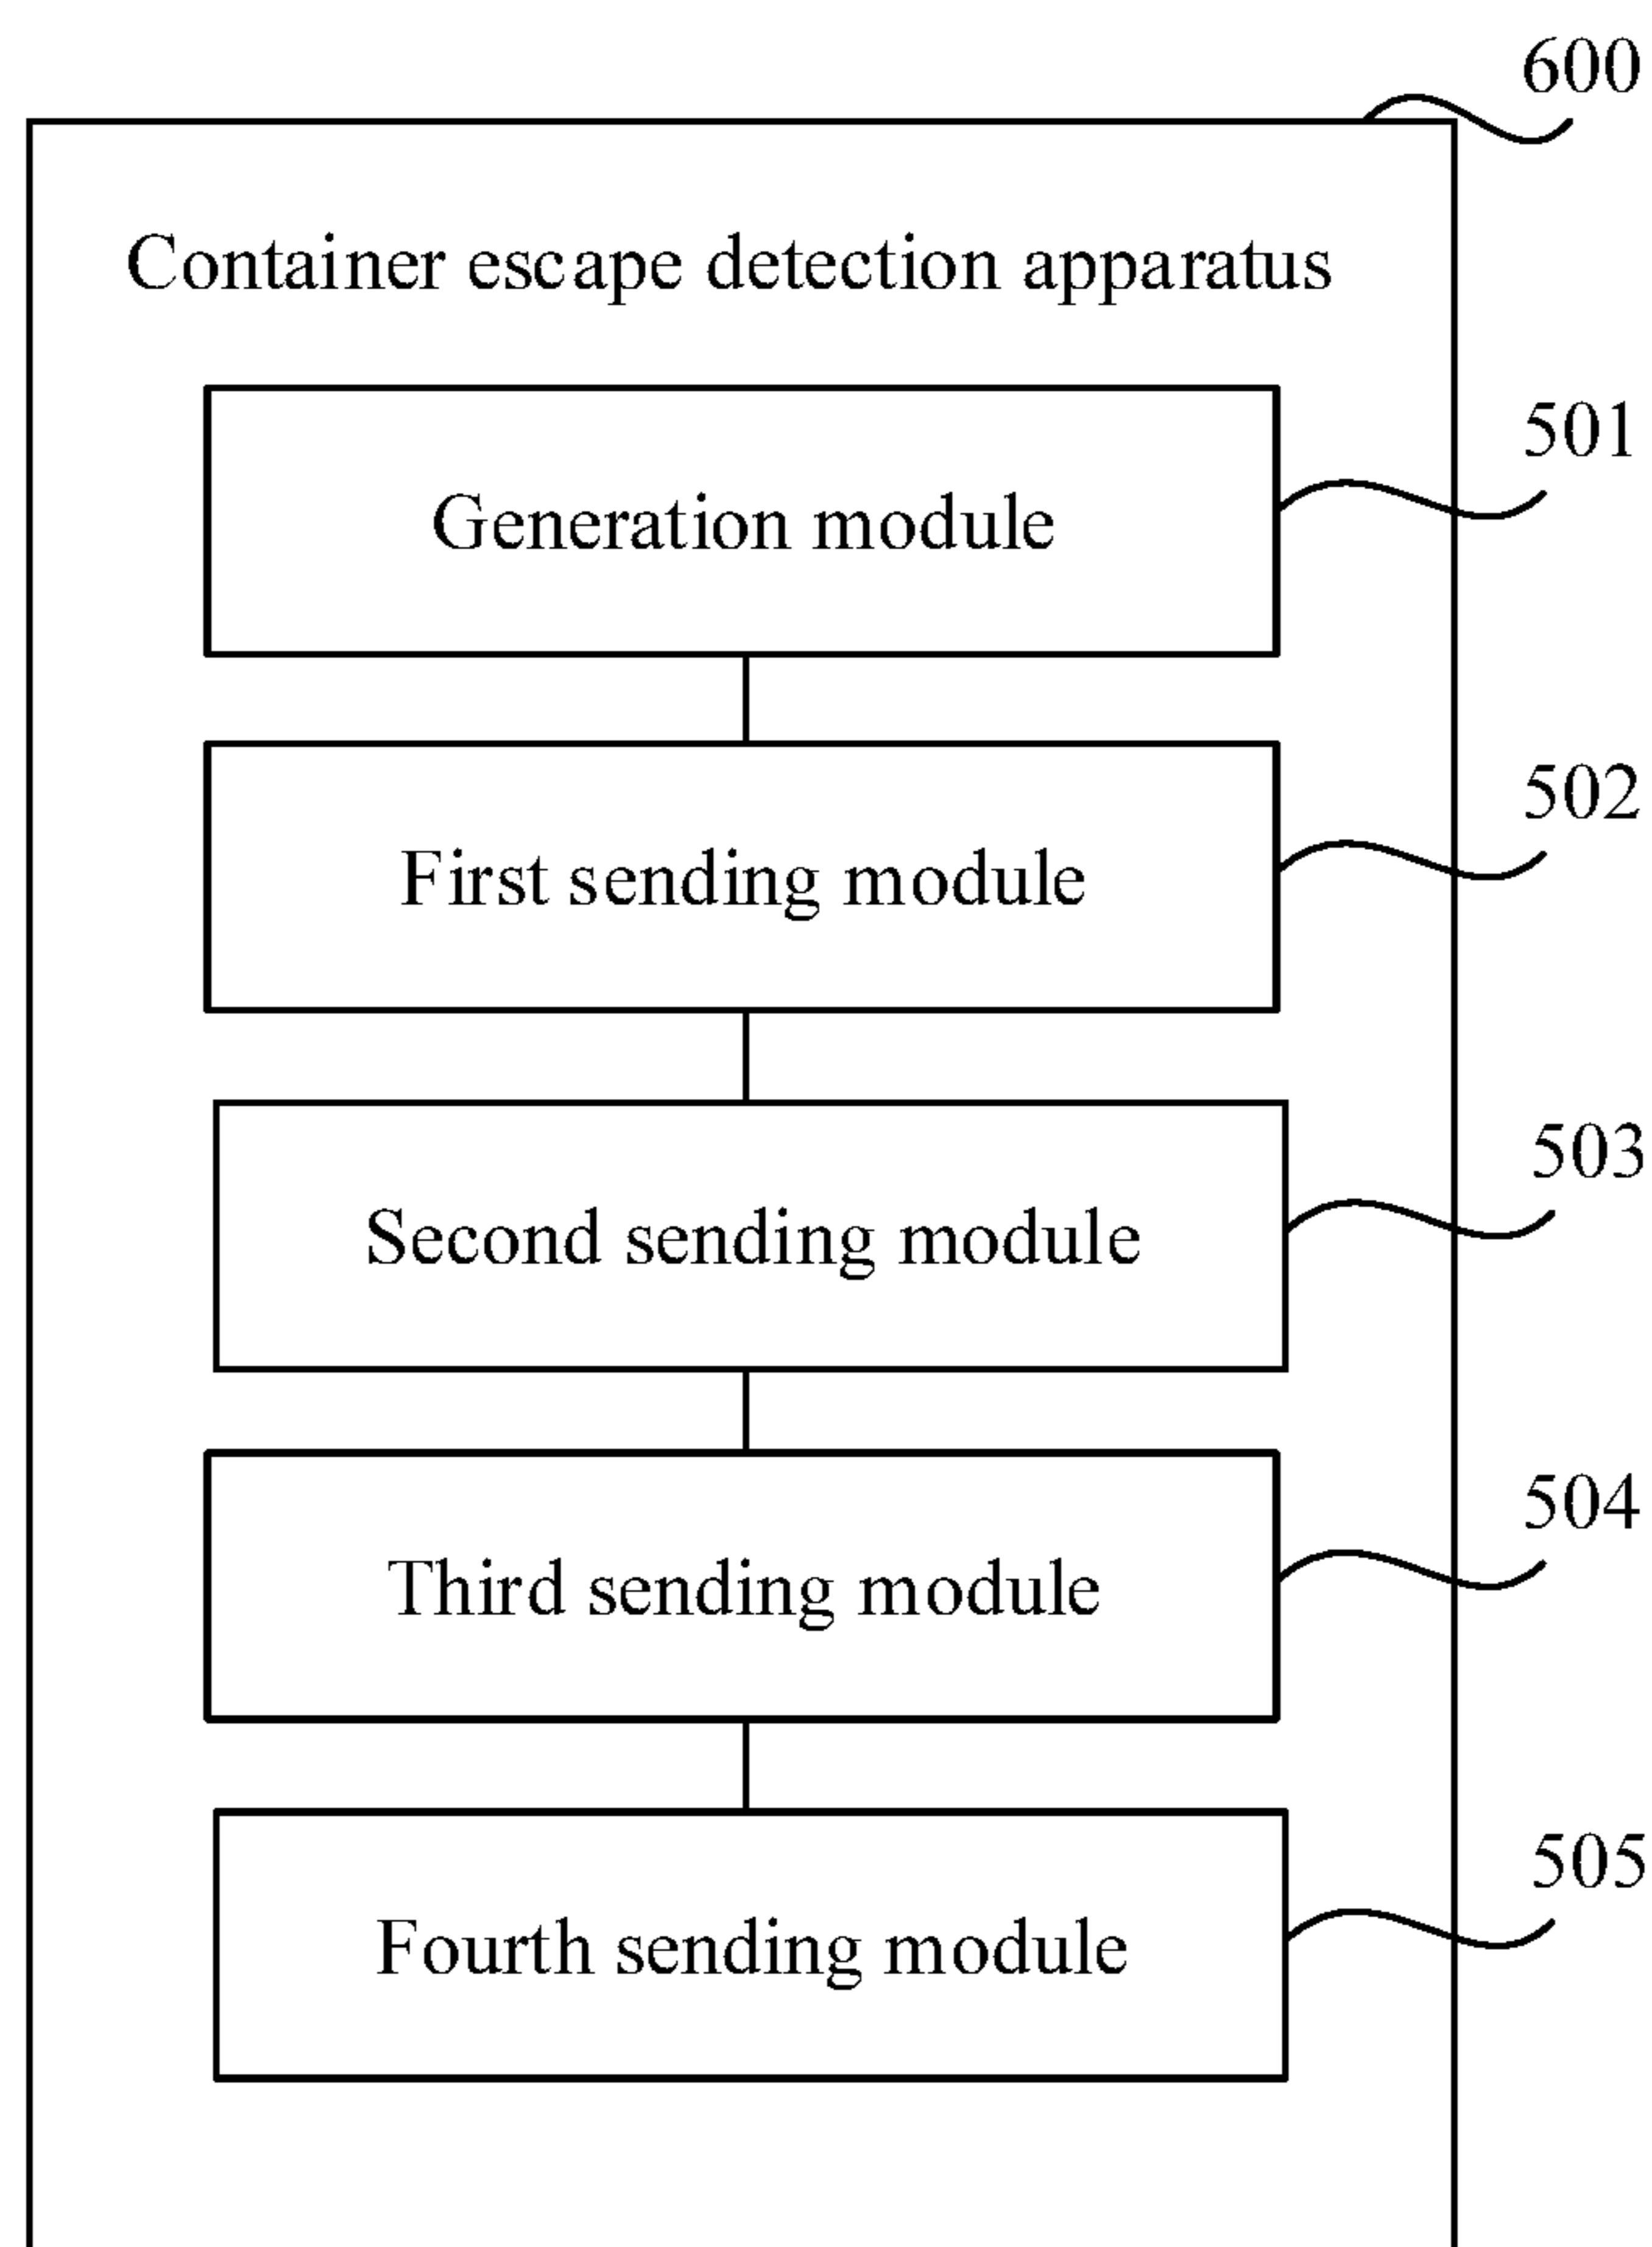 600
Container escape detection apparatus
501
Generation module
502
First sending module
503
Second sending module
504
Third sending module
505
Fourth sending module